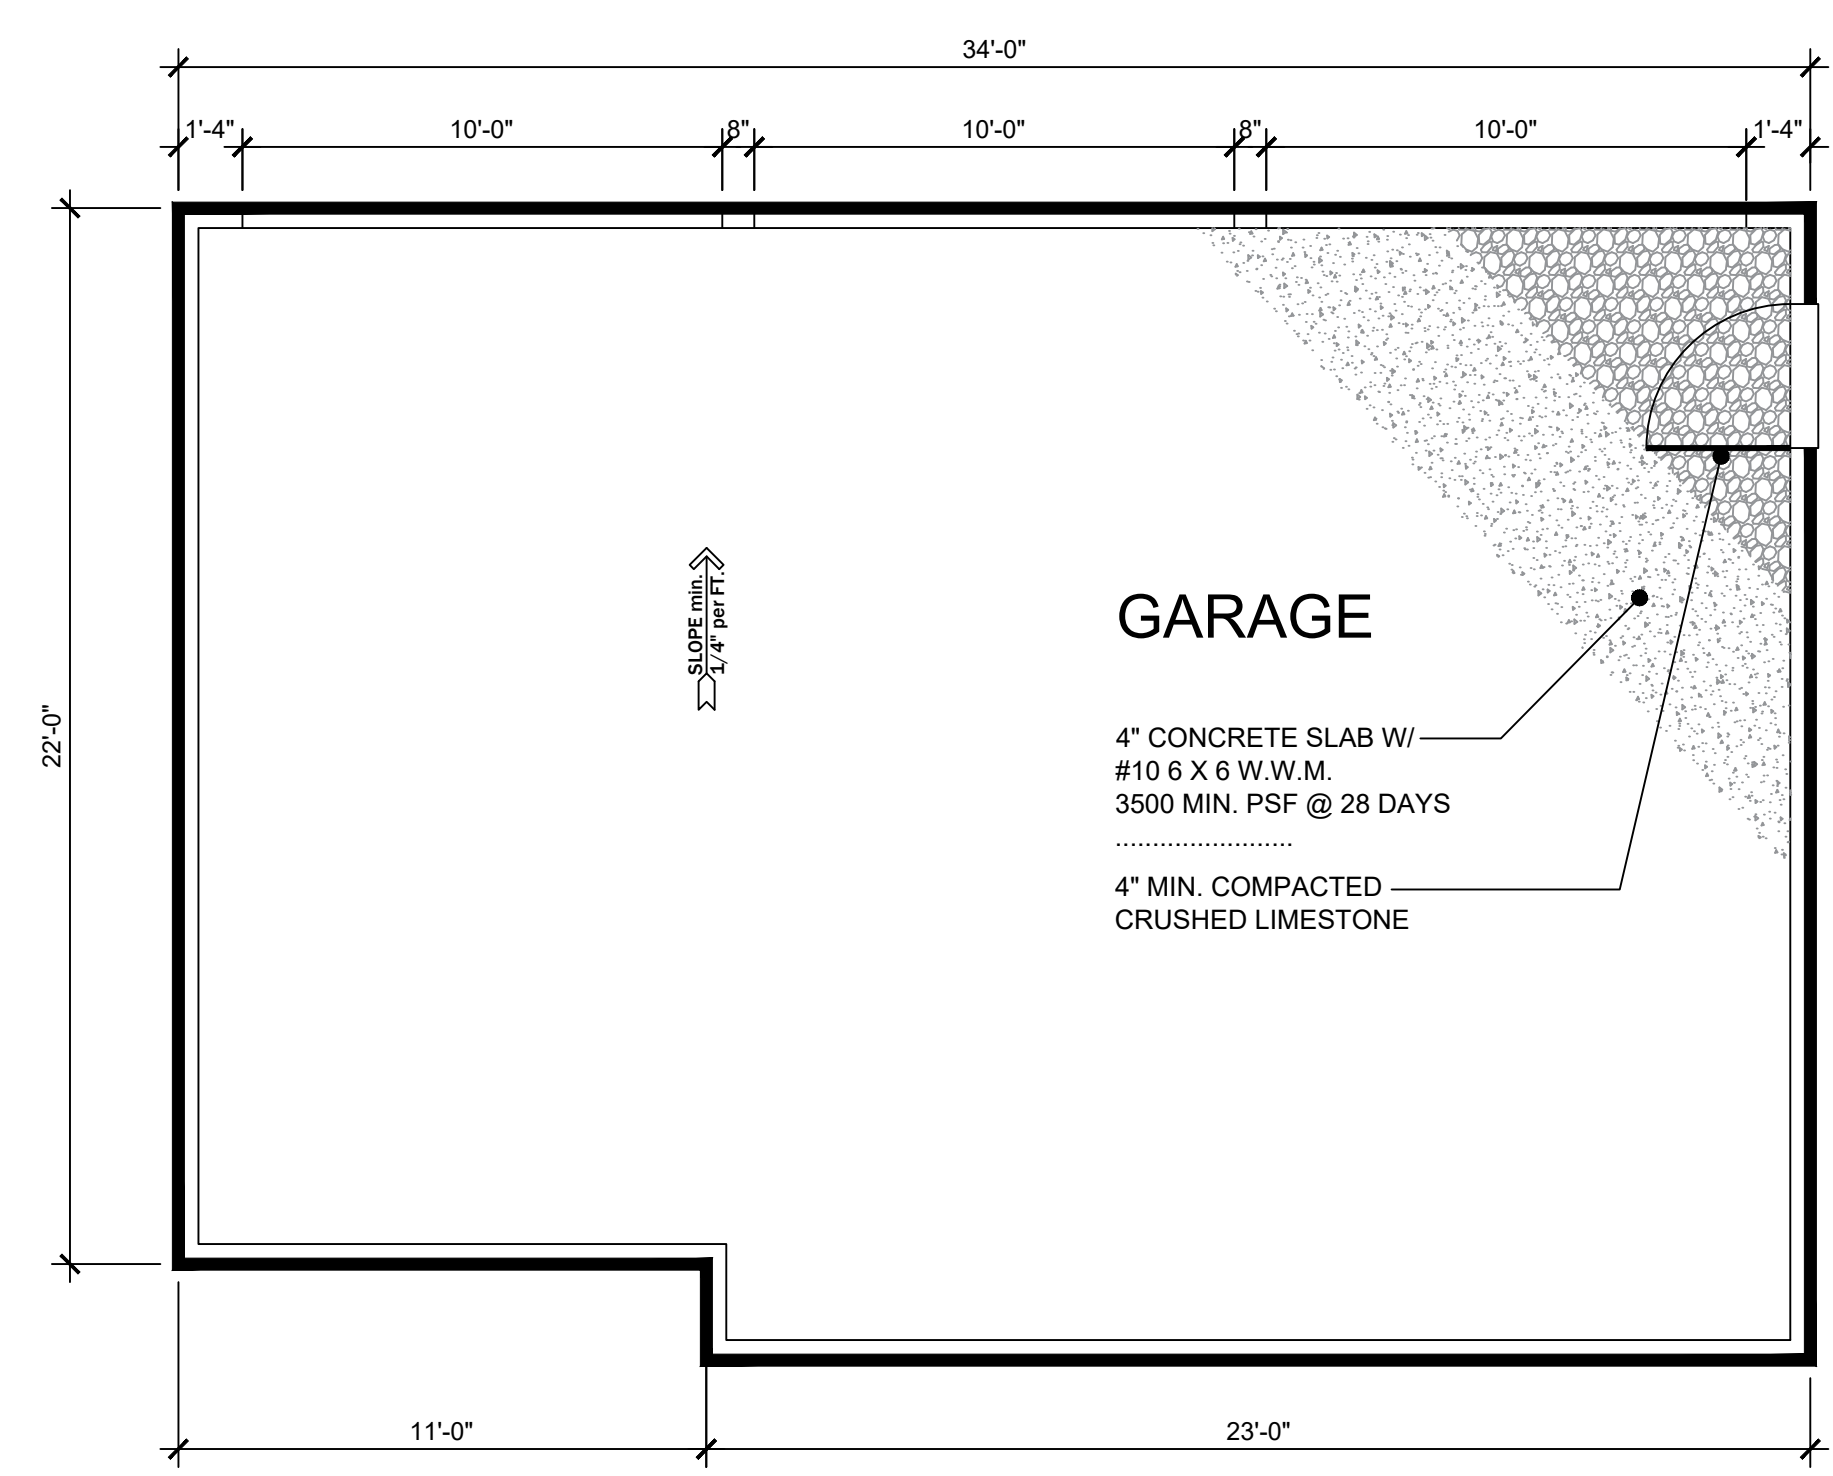 34'-0"
1'-4"
10'-0"
8"
10'-0"
8"
10'-0"
1'-4"
22'-0"
SLOPE min.
1/4" per FT.
GARAGE
4" CONCRETE SLAB W/
#10 6 X 6 W.W.M.
3500 MIN. PSF @ 28 DAYS
........................
4" MIN. COMPACTED
CRUSHED LIMESTONE
11'-0"
23'-0"